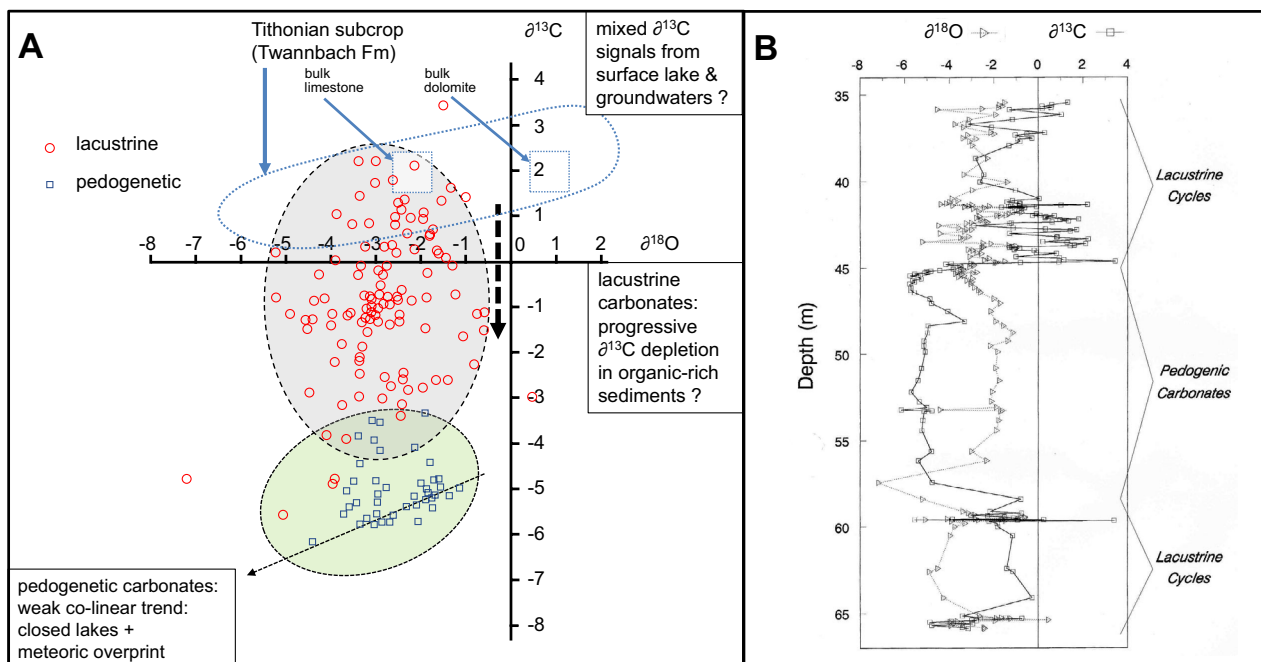 A
Tithonian subcrop
(Twannbach Fm)
bulk
limestone
bulk
dolomite
∂13C
mixed ∂13C
signals from
surface lake &
groundwaters ?
lacustrine
pedogenetic
4
3
2
1
-8 -7 -6 -5 -4 -3 -2 -1 0 1 2
∂18O
-1
-2
-3
-4
-5
-6
-7
-8
lacustrine
carbonates:
progressive
∂13C depletion
in organic-rich
sediments ?
pedogenetic carbonates:
weak co-linear trend:
closed lakes +
meteoric overprint
B
∂18O ∂13C
-8 -6 -4 -2 0 2 4
Depth (m)
35
40
45
50
55
60
65
Lacustrine
Cycles
Pedogenic
Carbonates
Lacustrine
Cycles